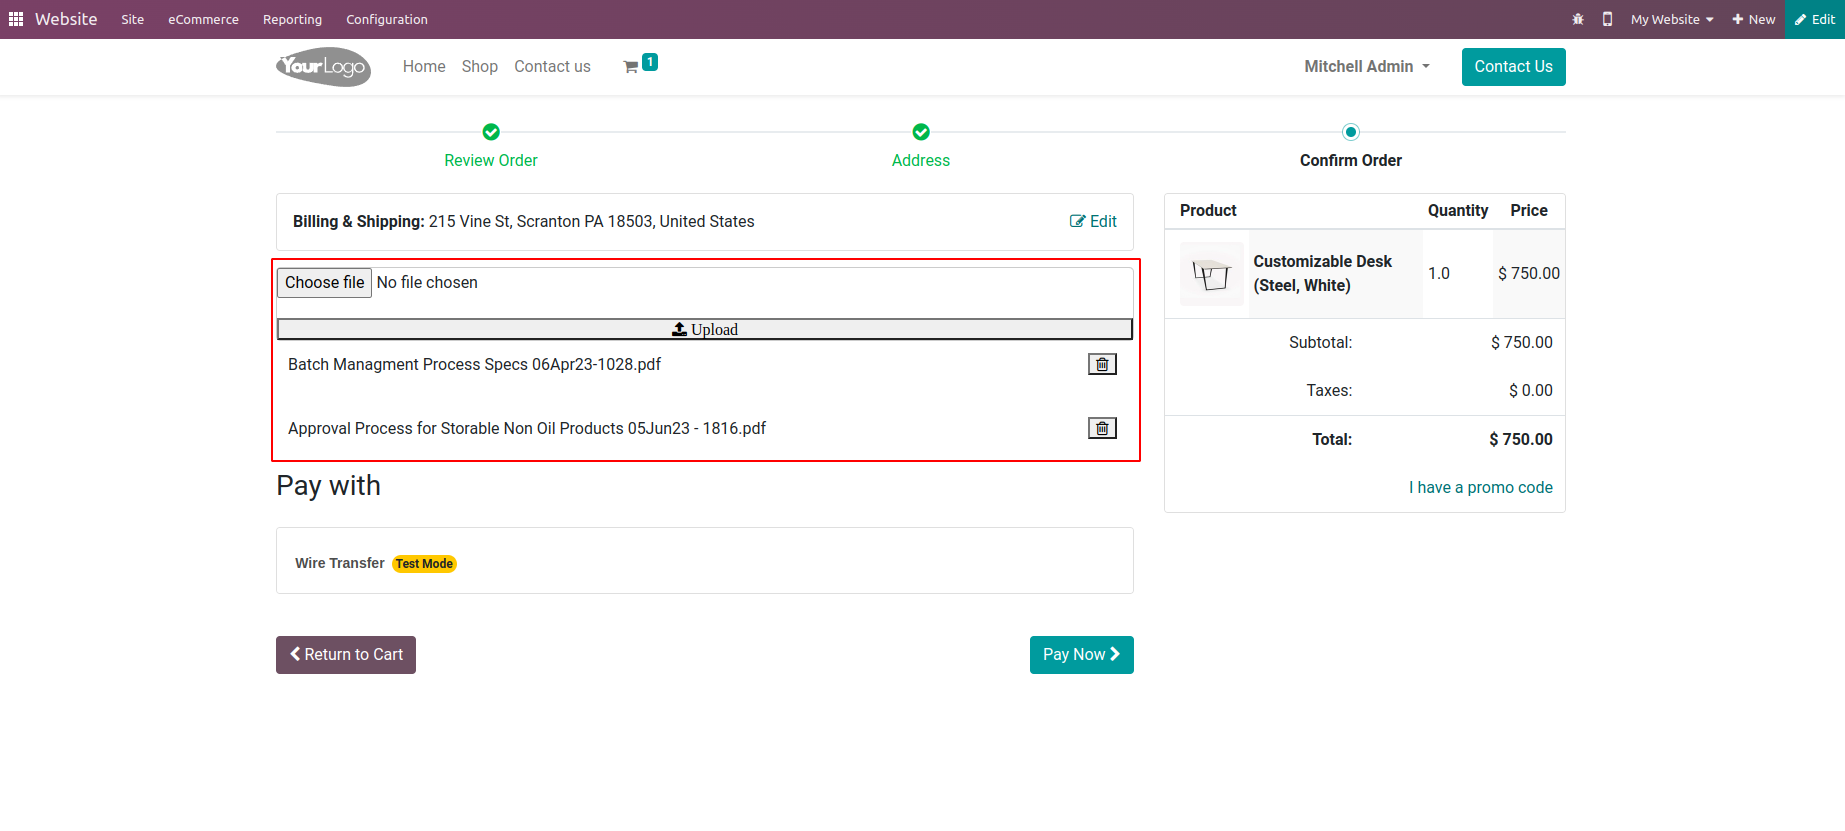 Website Site eCommerce Reporting Configuration My Website New Edit
YourLogo Home Shop Contact us 1 Mitchell Admin Contact Us
Review Order Address Confirm Order
Billing & Shipping: 215 Vine St, Scranton PA 18503, United States Edit
Choose file No file chosen
Upload
Batch Managment Process Specs 06Apr23-1028.pdf
Approval Process for Storable Non Oil Products 05Jun23 - 1816.pdf
Pay with
Wire Transfer Test Mode
Return to Cart Pay Now
Product Quantity Price
Customizable Desk
(Steel, White) 1.0 $ 750.00
Subtotal: $ 750.00
Taxes: $ 0.00
Total: $ 750.00
I have a promo code